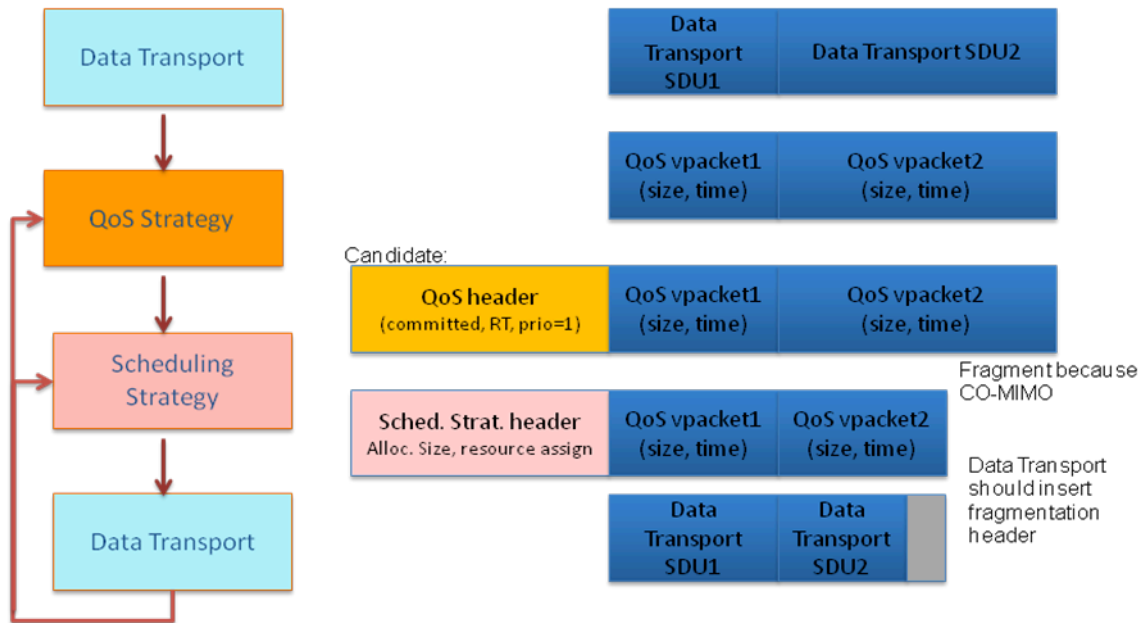 Data Transport
QoS Strategy
Scheduling
Strategy
Data Transport
Data
Transport
SDU1
Data Transport SDU2
QoS vpacket1
(size, time)
QoS vpacket2
(size, time)
Candidate:
QoS header
(committed, RT, prio=1)
QoS vpacket1
(size, time)
QoS vpacket2
(size, time)
Fragment because
CO-MIMO
Sched. Strat. header
Alloc. Size, resource assign
QoS vpacket1
(size, time)
QoS vpacket2
(size, time)
Data Transport
should insert
fragmentation
header
Data
Transport
SDU1
Data
Transport
SDU2